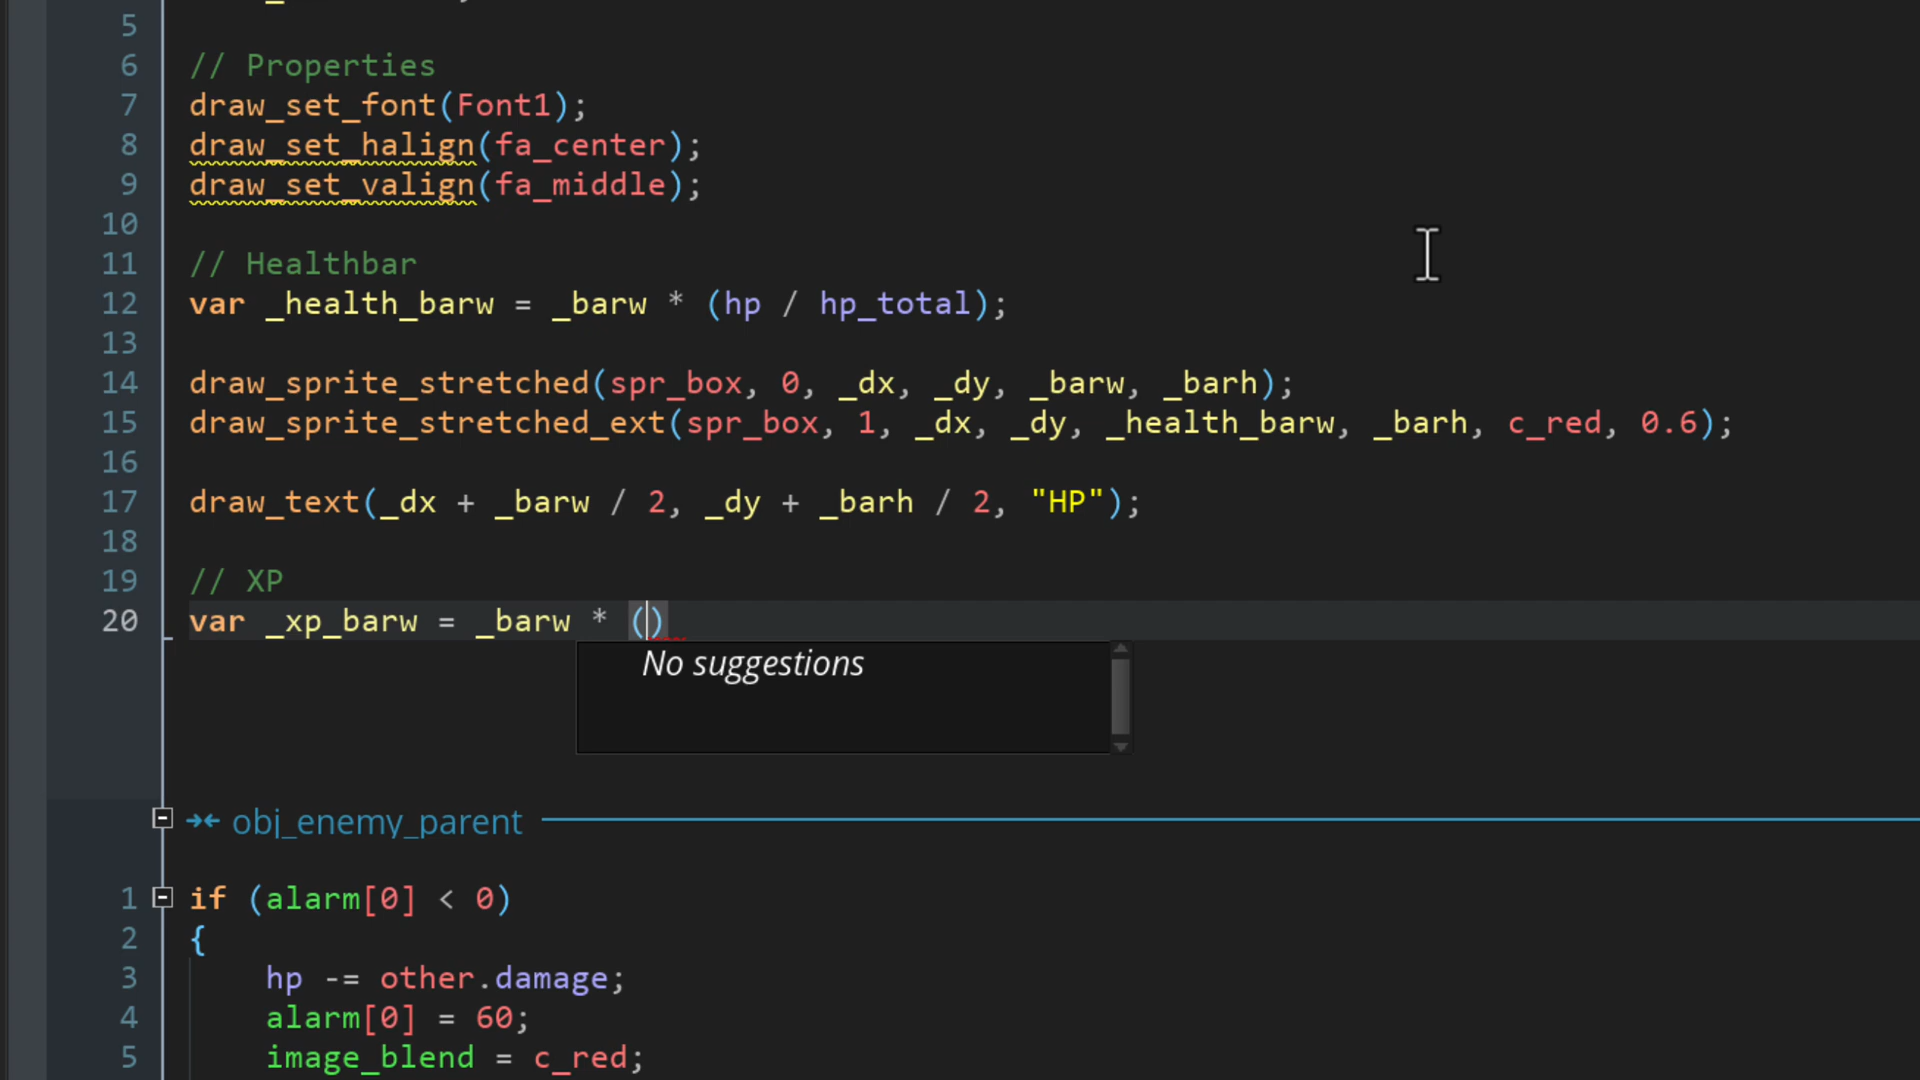 5
6 // Properties
7 draw_set_font(Font1);
8 draw_set_halign(fa_center);
9 draw_set_valign(fa_middle);
10
11 // Healthbar
12 var _health_barw = _barw * (hp / hp_total);
13
14 draw_sprite_stretched(spr_box, 0, _dx, _dy, _barw, _barh);
15 draw_sprite_stretched_ext(spr_box, 1, _dx, _dy, _health_barw, _barh, c_red, 0.6);
16
17 draw_text(_dx + _barw / 2, _dy + _barh / 2, "HP");
18
19 // XP
20 var _xp_barw = _barw * ()
No suggestions
obj_enemy_parent
1 if (alarm[0] < 0)
2 {
3 hp -= other.damage;
4 alarm[0] = 60;
5 image_blend = c_red;